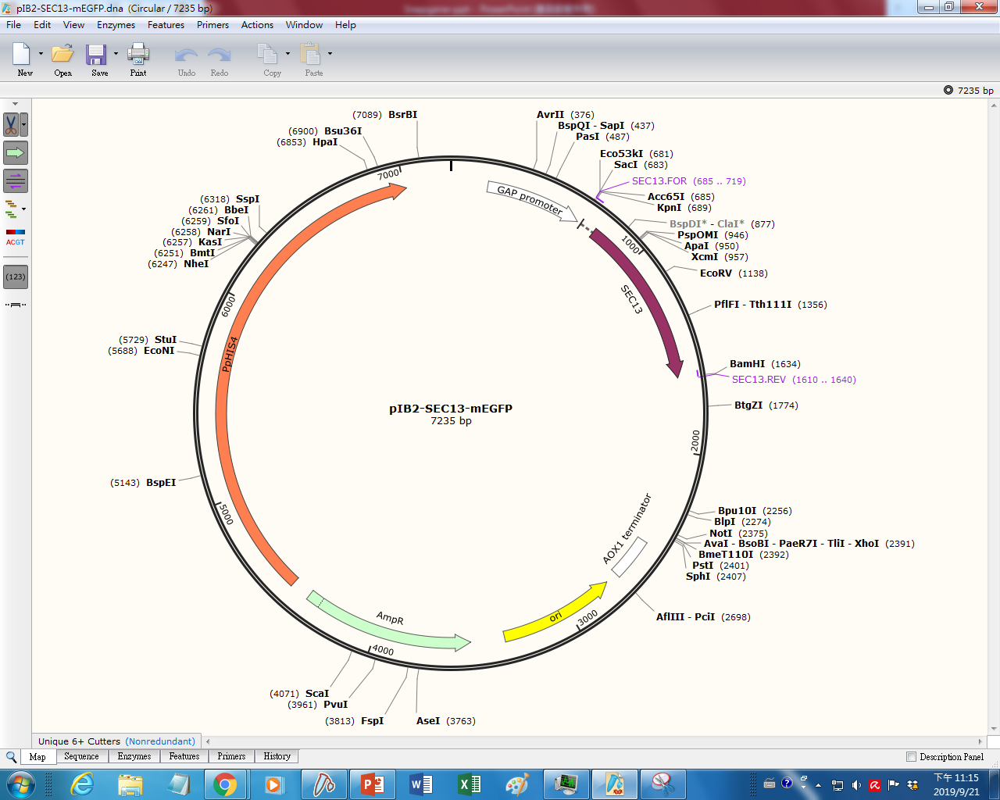 pIB2-SEC13-mEGFP.dna (Circular / 7235 bp)
File Edit View Enzymes Features Primers Actions Window Help
New Open Save Print Undo Redo Copy Paste
7235 bp
(7089) BsrBI
(6900) Bsu36I
(6853) HpaI
AvrII (376)
BspQI - SapI (437)
PasI (487)
Eco53kI (681)
SacI (683)
SEC13.FOR (685 .. 719)
Acc65I (685)
KpnI (689)
BspDI* - ClaI* (877)
PspOMI (946)
ApaI (950)
XcmI (957)
EcoRV (1138)
PflFI - Tth111I (1356)
BamHI (1634)
SEC13.REV (1610 .. 1640)
BtgZI (1774)
Bpu10I (2256)
BlpI (2274)
NotI (2375)
AvaI - BsoBI - PaeR7I - TliI - XhoI (2391)
BmeT110I (2392)
PstI (2401)
SphI (2407)
AflIII - PciI (2698)
AseI (3763)
(3813) FspI
(3961) PvuI
(4071) ScaI
(5143) BspEI
(5688) EcoNI
(5729) StuI
(6247) NheI
(6251) BmtI
(6257) KasI
(6258) NarI
(6259) SfoI
(6261) BbeI
(6318) SspI
GAP promoter
SEC13
AOX1 terminator
ori
AmpR
PpHIS4
1000
2000
3000
4000
5000
6000
7000
pIB2-SEC13-mEGFP
7235 bp
ACGT
(123)
Unique 6+ Cutters (Nonredundant)
Map Sequence Enzymes Features Primers History
Description Panel
下午 11:15
2019/9/21